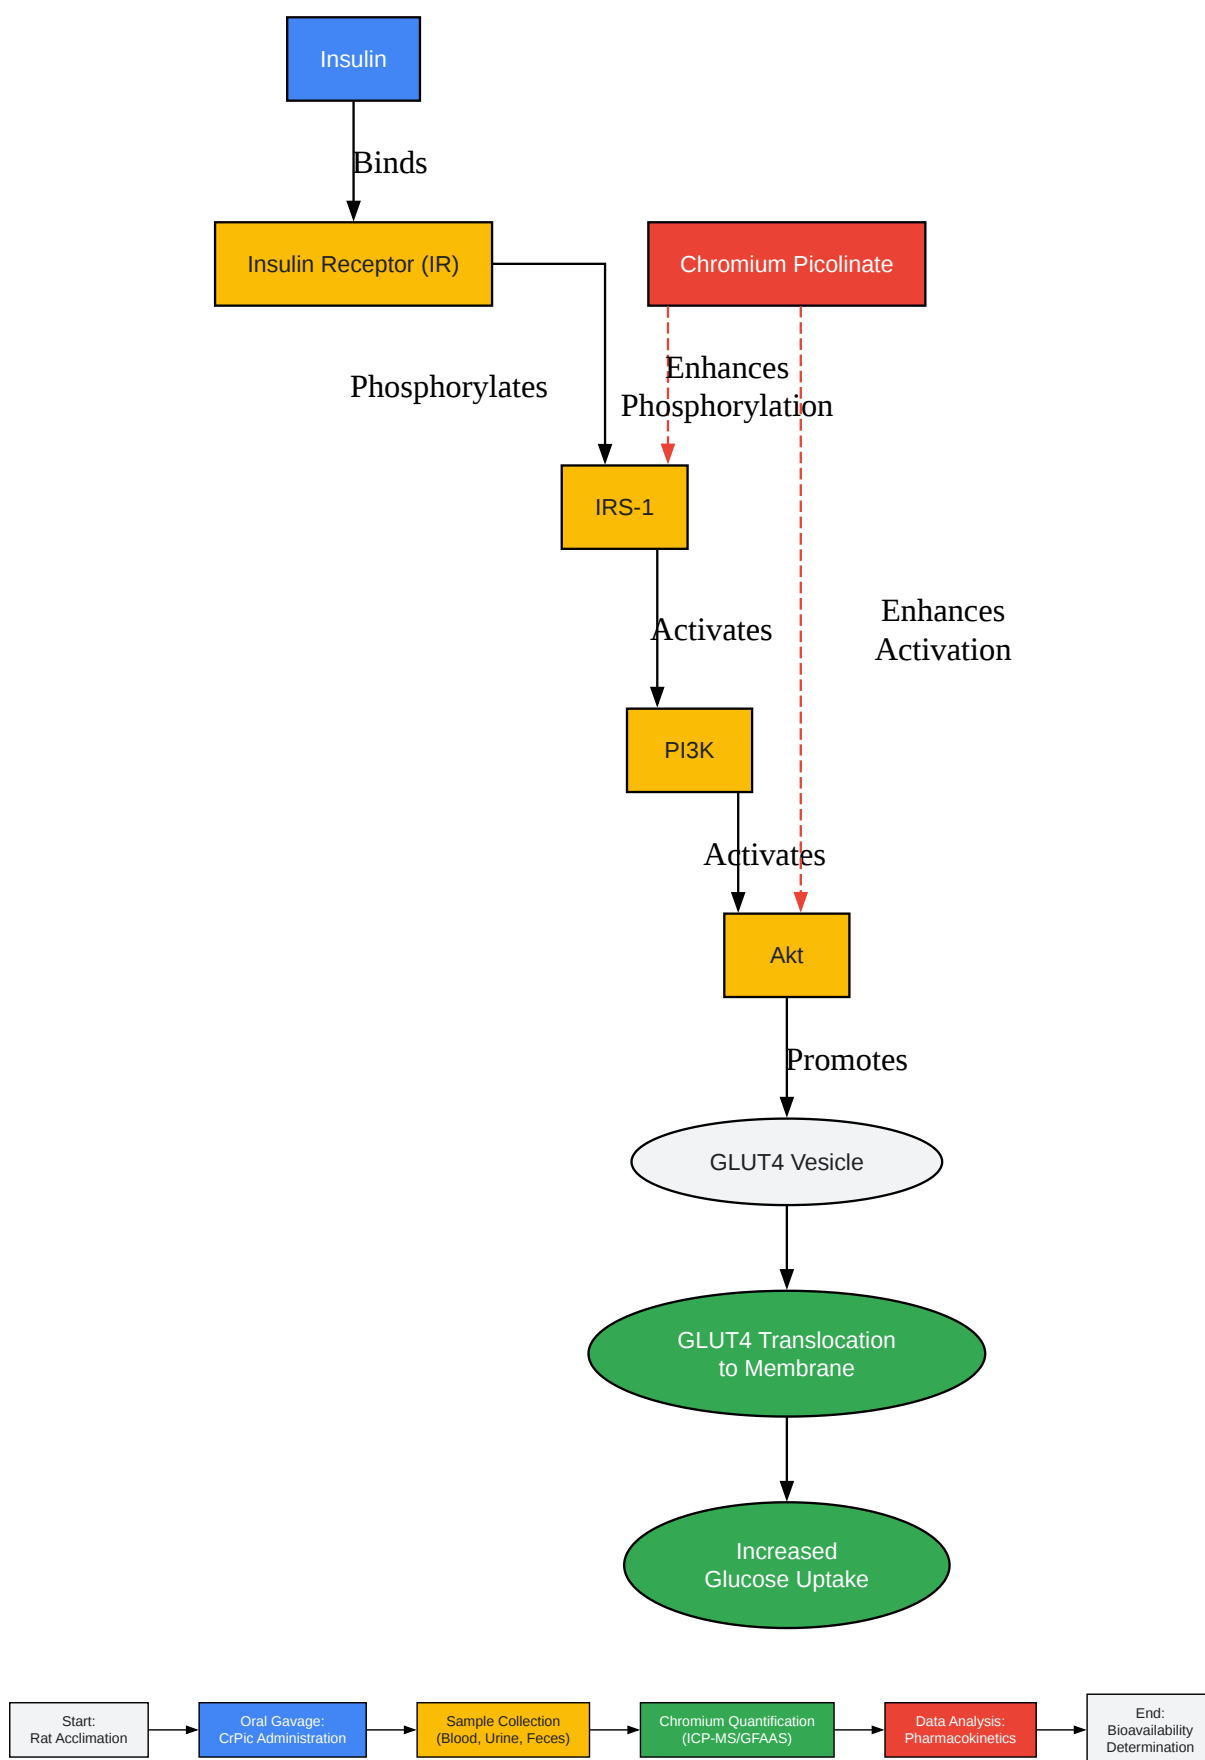 Insulin
Binds
Insulin Receptor (IR)
Chromium Picolinate
Phosphorylates
Enhances
Phosphorylation
IRS-1
Activates
Enhances
Activation
PI3K
Activates
Akt
Promotes
GLUT4 Vesicle
GLUT4 Translocation
to Membrane
Increased
Glucose Uptake
Start:
Rat Acclimation
Oral Gavage:
CrPic Administration
Sample Collection
(Blood, Urine, Feces)
Chromium Quantification
(ICP-MS/GFAAS)
Data Analysis:
Pharmacokinetics
End:
Bioavailability
Determination